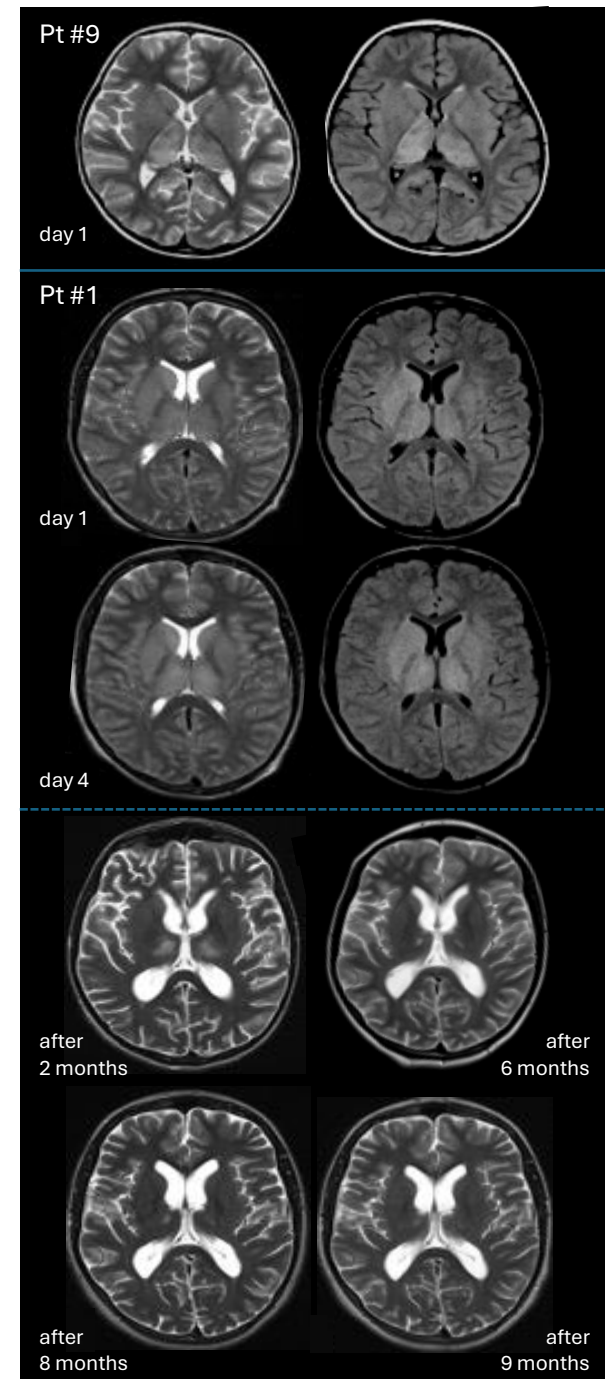 Pt #9
day 1
Pt #1
day 1
day 4
after
2 months
after
6 months
after
8 months
after
9 months